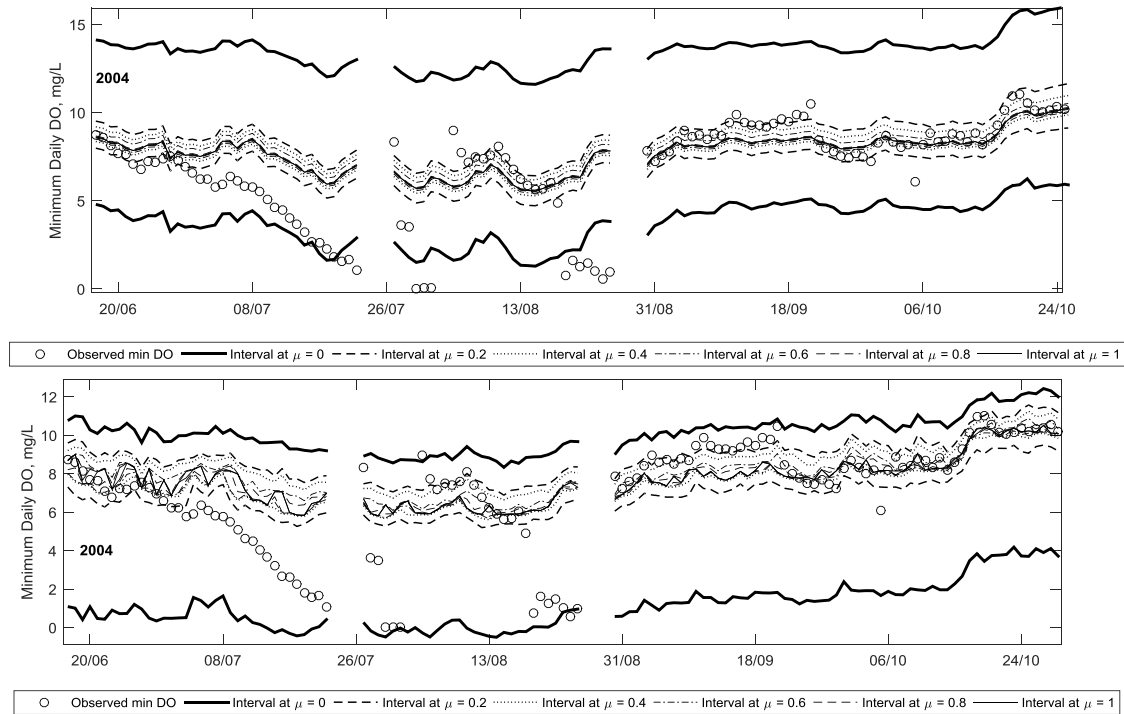 15
10
5
0
Minimum Daily DO, mg/L
2004
20/06 08/07 26/07 13/08 31/08 18/09 06/10 24/10
Observed min DO Interval at μ = 0 Interval at μ = 0.2 Interval at μ = 0.4 Interval at μ = 0.6 Interval at μ = 0.8 Interval at μ = 1
12
10
8
6
4
2
0
Minimum Daily DO, mg/L
2004
20/06 08/07 26/07 13/08 31/08 18/09 06/10 24/10
Observed min DO Interval at μ = 0 Interval at μ = 0.2 Interval at μ = 0.4 Interval at μ = 0.6 Interval at μ = 0.8 Interval at μ = 1